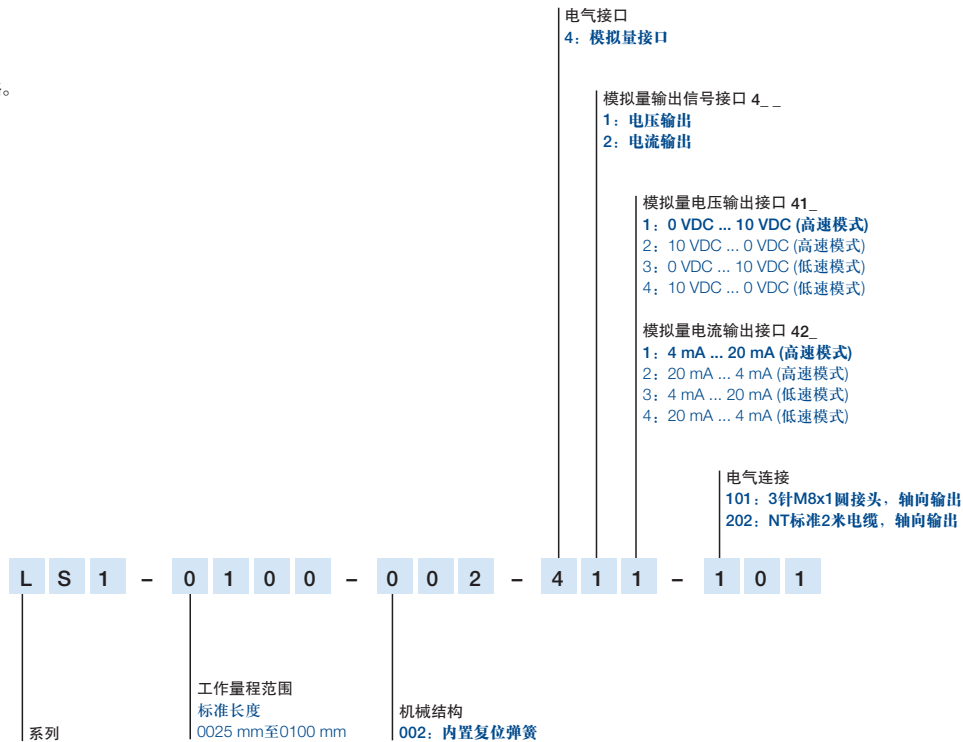 电气接口
4：模拟量接口
。
模拟量输出信号接口 4_ _
1：电压输出
2：电流输出
模拟量电压输出接口 41_
1：0 VDC ... 10 VDC (高速模式)
2：10 VDC ... 0 VDC (高速模式)
3：0 VDC ... 10 VDC (低速模式)
4：10 VDC ... 0 VDC (低速模式)
模拟量电流输出接口 42_
1：4 mA ... 20 mA (高速模式)
2：20 mA ... 4 mA (高速模式)
3：4 mA ... 20 mA (低速模式)
4：20 mA ... 4 mA (低速模式)
电气连接
101：3针M8x1圆接头，轴向输出
202：NT标准2米电缆，轴向输出
L S 1 – 0 1 0 0 – 0 0 2 – 4 1 1 – 1 0 1
工作量程范围
标准长度
0025 mm至0100 mm
机械结构
002：内置复位弹簧
系列